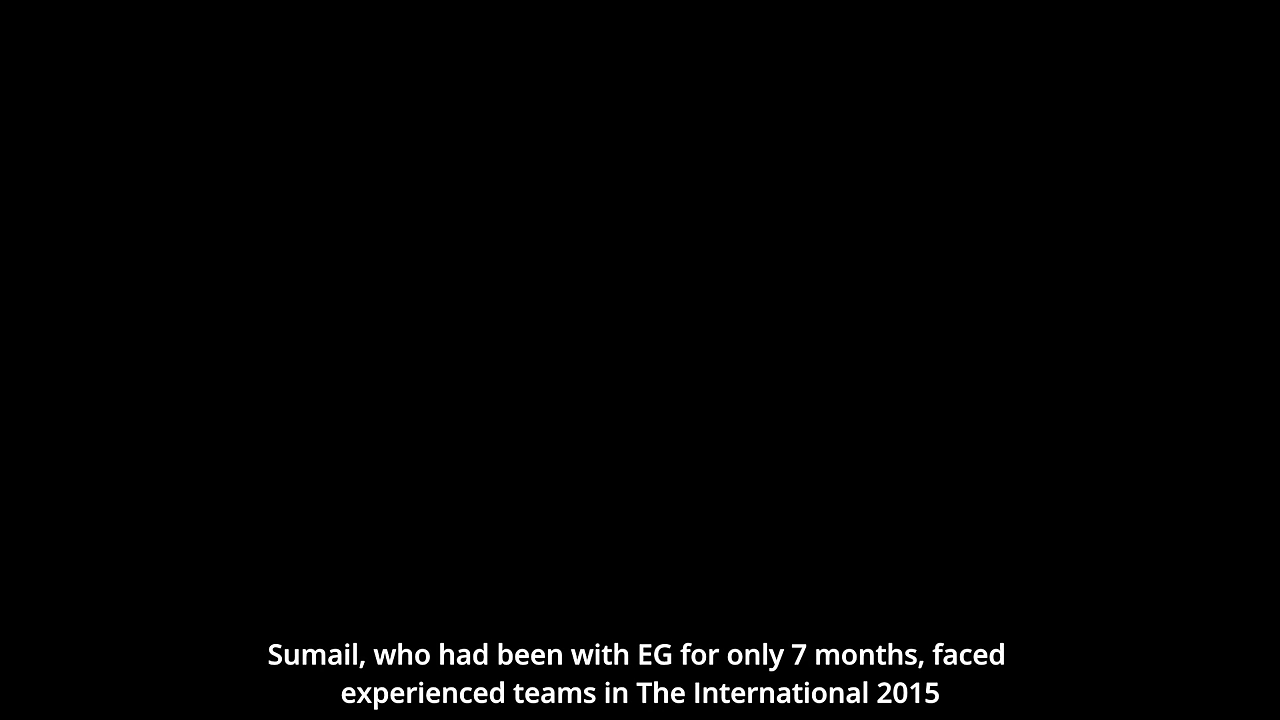 Sumail, who had been with EG for only 7 months, faced
experienced teams in The International 2015